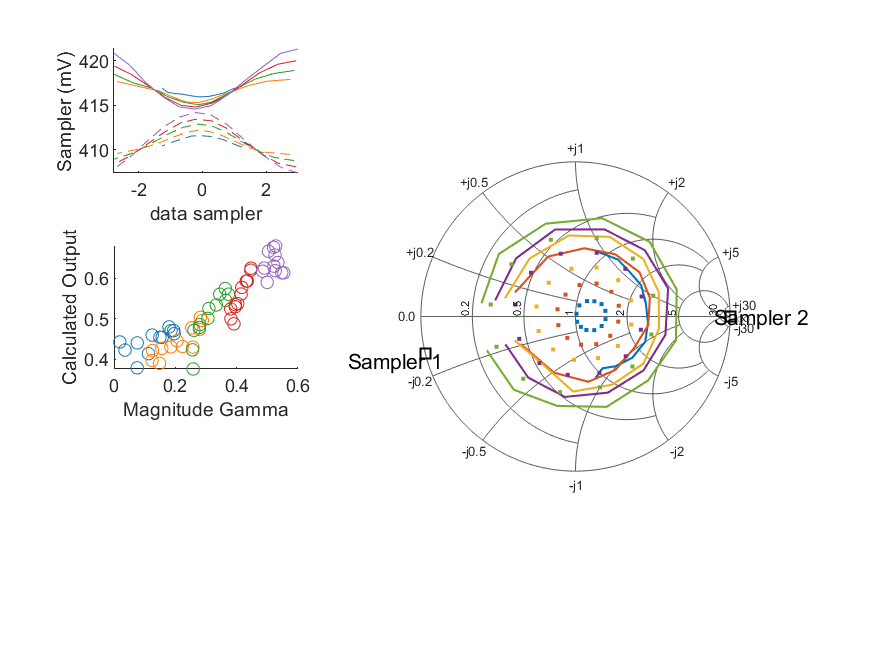 420
415
410
Sampler (mV)
-2 0 2
data sampler
0.6
0.5
0.4
Calculated Output
0 0.2 0.4 0.6
Magnitude Gamma
+j1
+j0.5 +j2
+j0.2 +j5
0.0 0.2 0.5 1 2 5 30 +j30
-j30
Sampler 2
Sampler 1
-j0.2 -j5
-j0.5 -j2
-j1